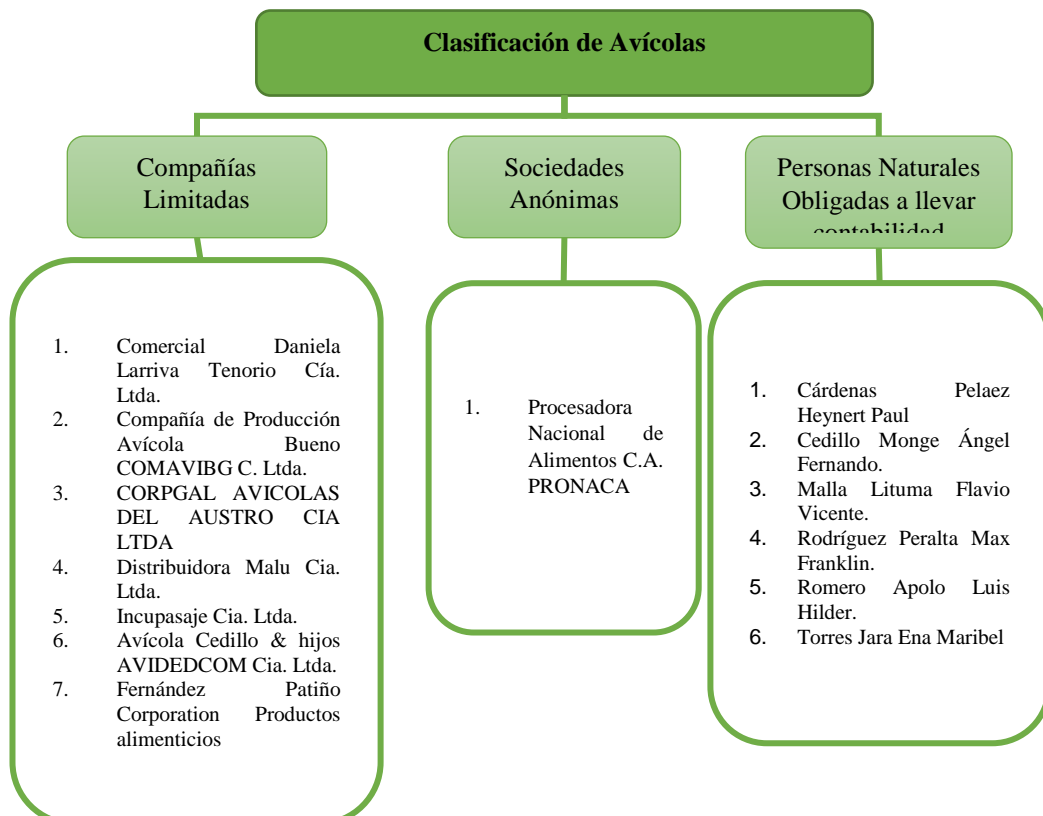 Clasificación de Avícolas
Compañías
Limitadas
Sociedades
Anónimas
Personas Naturales
Obligadas a llevar
contabilidad
1. Comercial Daniela
Larriva Tenorio Cía.
Ltda.
2. Compañía de Producción
Avícola Bueno
COMAVIBG C. Ltda.
3. CORPGAL AVICOLAS
DEL AUSTRO CIA
LTDA
4. Distribuidora Malu Cia.
Ltda.
5. Incupasaje Cia. Ltda.
6. Avícola Cedillo & hijos
AVIDEDCOM Cia. Ltda.
7. Fernández Patiño
Corporation Productos
alimenticios
1. Procesadora
Nacional de
Alimentos C.A.
PRONACA
1. Cárdenas Pelaez
Heynert Paul
2. Cedillo Monge Ángel
Fernando.
3. Malla Lituma Flavio
Vicente.
4. Rodríguez Peralta Max
Franklin.
5. Romero Apolo Luis
Hilder.
6. Torres Jara Ena Maribel